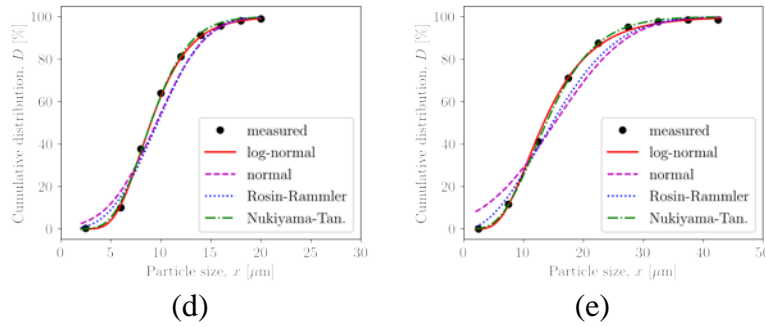 100
80
60
40
20
0
Cumulative distribution, D [%]
measured
log-normal
normal
Rosin-Rammler
Nukiyama-Tan.
0 5 10 15 20 25 30
Particle size, x [μm]
(d)
100
80
60
40
20
0
Cumulative distribution, D [%]
measured
log-normal
normal
Rosin-Rammler
Nukiyama-Tan.
0 10 20 30 40 50
Particle size, x [μm]
(e)